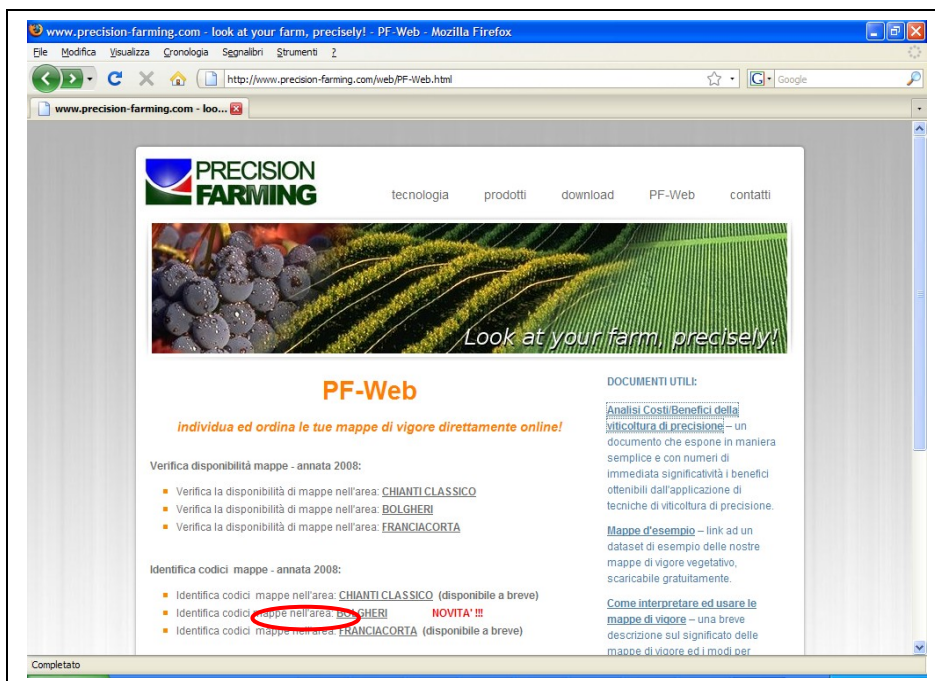 www.precision-farming.com - look at your farm, precisely! - PF-Web - Mozilla Firefox
File Modifica Visualizza Cronologia Segnalibri Strumenti ?
http://www.precision-farming.com/web/PF-Web.html
G Google
www.precision-farming.com - loo...
PRECISION
FARMING
tecnologia prodotti download PF-Web contatti
Look at your farm, precisely!
PF-Web
individua ed ordina le tue mappe di vigore direttamente online!
Verifica disponibilità mappe - annata 2008:
Verifica la disponibilità di mappe nell'area: CHIANTI CLASSICO
Verifica la disponibilità di mappe nell'area: BOLGHERI
Verifica la disponibilità di mappe nell'area: FRANCIACORTA
Identifica codici mappe - annata 2008:
Identifica codici mappe nell'area: CHIANTI CLASSICO (disponibile a breve)
Identifica codici mappe nell'area: BOLGHERI NOVITA' !!!
Identifica codici mappe nell'area: FRANCIACORTA (disponibile a breve)
DOCUMENTI UTILI:
Analisi Costi/Benefici della
viticoltura di precisione – un
documento che espone in maniera
semplice e con numeri di
immediata significatività i benefici
ottenibili dall'applicazione di
tecniche di viticoltura di precisione.
Mappe d'esempio – link ad un
dataset di esempio delle nostre
mappe di vigore vegetativo,
scaricabile gratuitamente.
Come interpretare ed usare le
mappe di vigore – una breve
descrizione sul significato delle
mappe di vigore ed i modi per
Completato